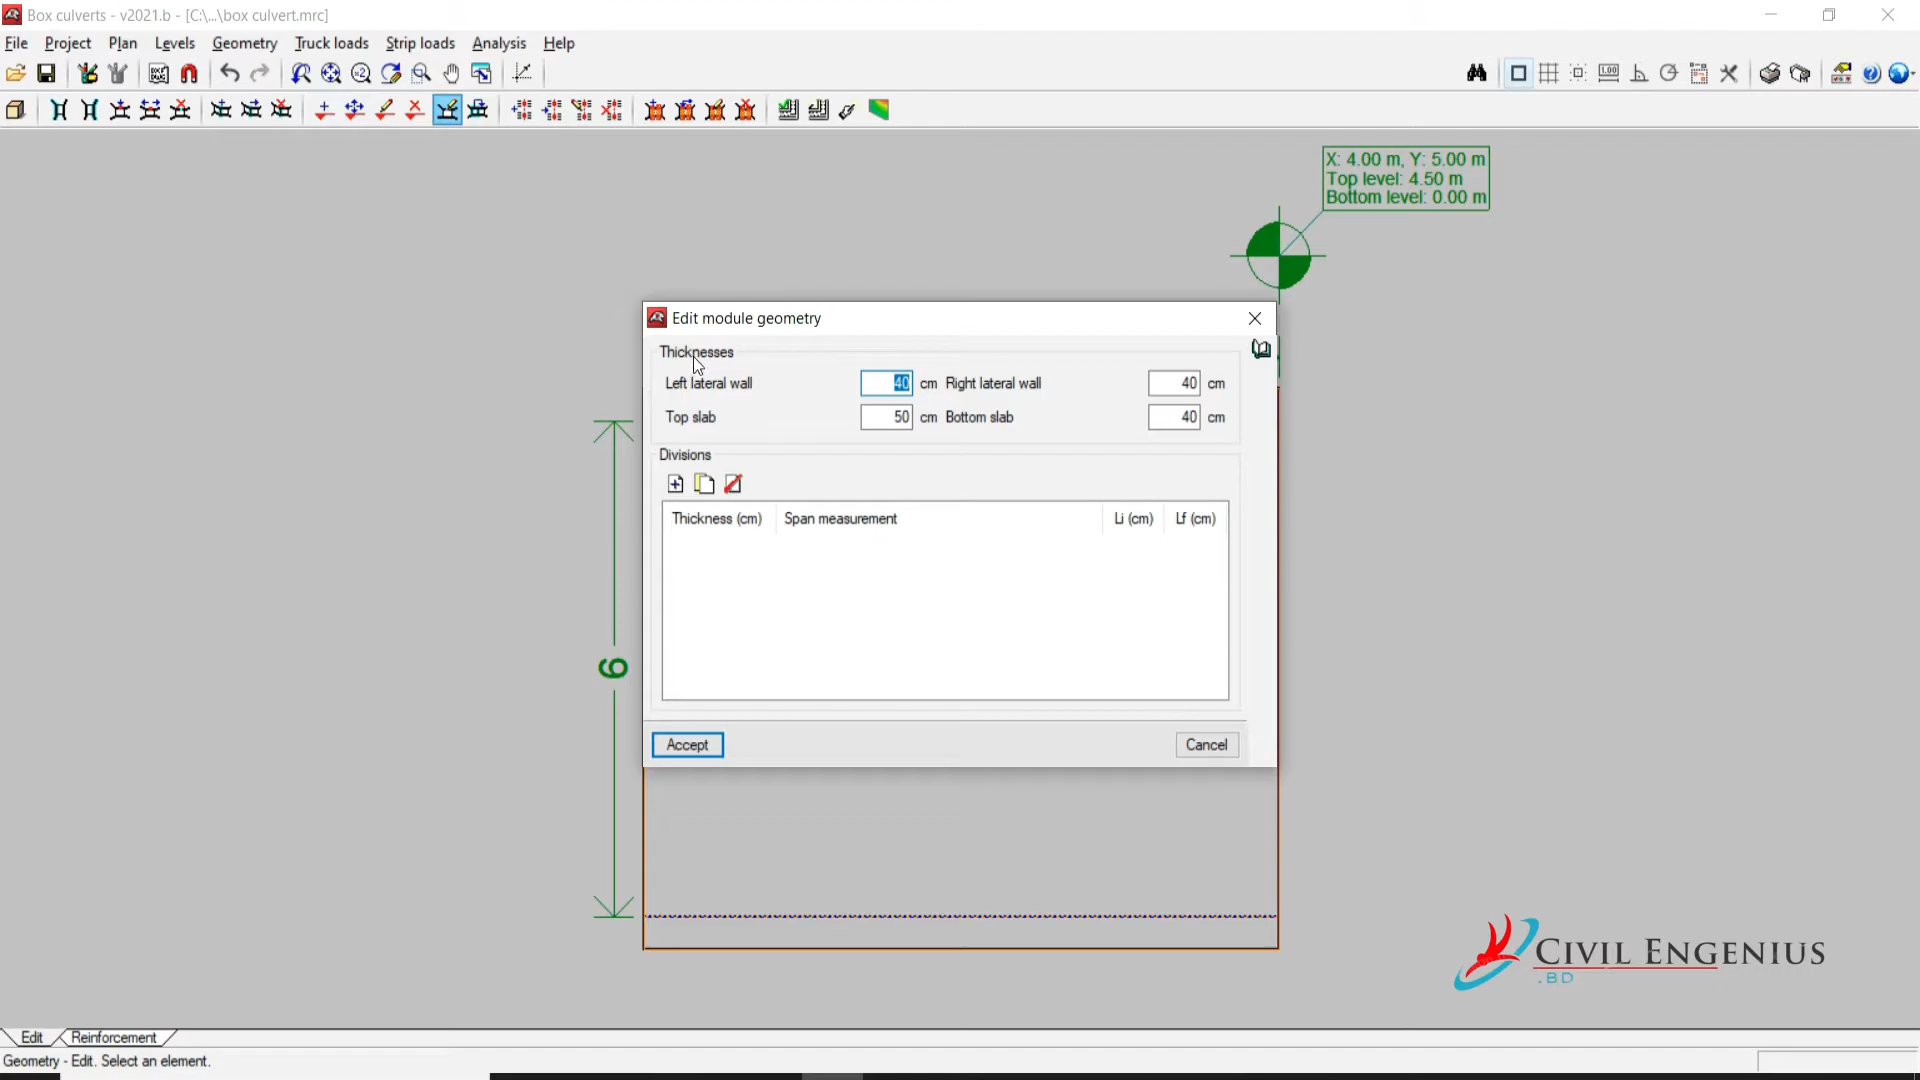 Box culverts - v2021.b - [C:\...\box culvert.mrc]
File Project Plan Levels Geometry Truck loads Strip loads Analysis Help
X: 4.00 m, Y: 5.00 m
Top level: 4.50 m
Bottom level: 0.00 m
Edit module geometry
Thicknesses
Left lateral wall 40 cm Right lateral wall 40 cm
Top slab 50 cm Bottom slab 40 cm
Divisions
Thickness (cm) Span measurement Li (cm) Lf (cm)
6
Accept Cancel
CIVIL ENGENIUS
.BD
Edit Reinforcement
Geometry - Edit. Select an element.